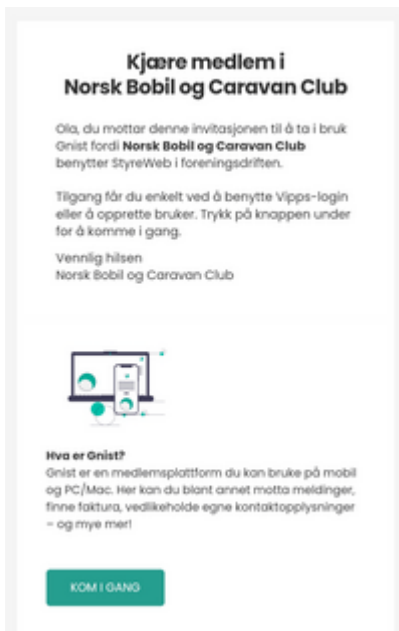 Kjære medlem i
Norsk Bobil og Caravan Club
Ola, du mottar denne invitasjonen til å ta i bruk
Gnist fordi Norsk Bobil og Caravan Club
benytter StyreWeb i foreningsdriften.
Tilgang får du enkelt ved å benytte Vipps-login
eller å opprette bruker. Trykk på knappen under
for å komme i gang.
Vennlig hilsen
Norsk Bobil og Caravan Club
Hva er Gnist?
Gnist er en medlemsplattform du kan bruke på mobil
og PC/Mac. Her kan du blant annet motta meldinger,
finne faktura, vedlikeholde egne kontaktopplysninger
– og mye mer!
KOM I GANG